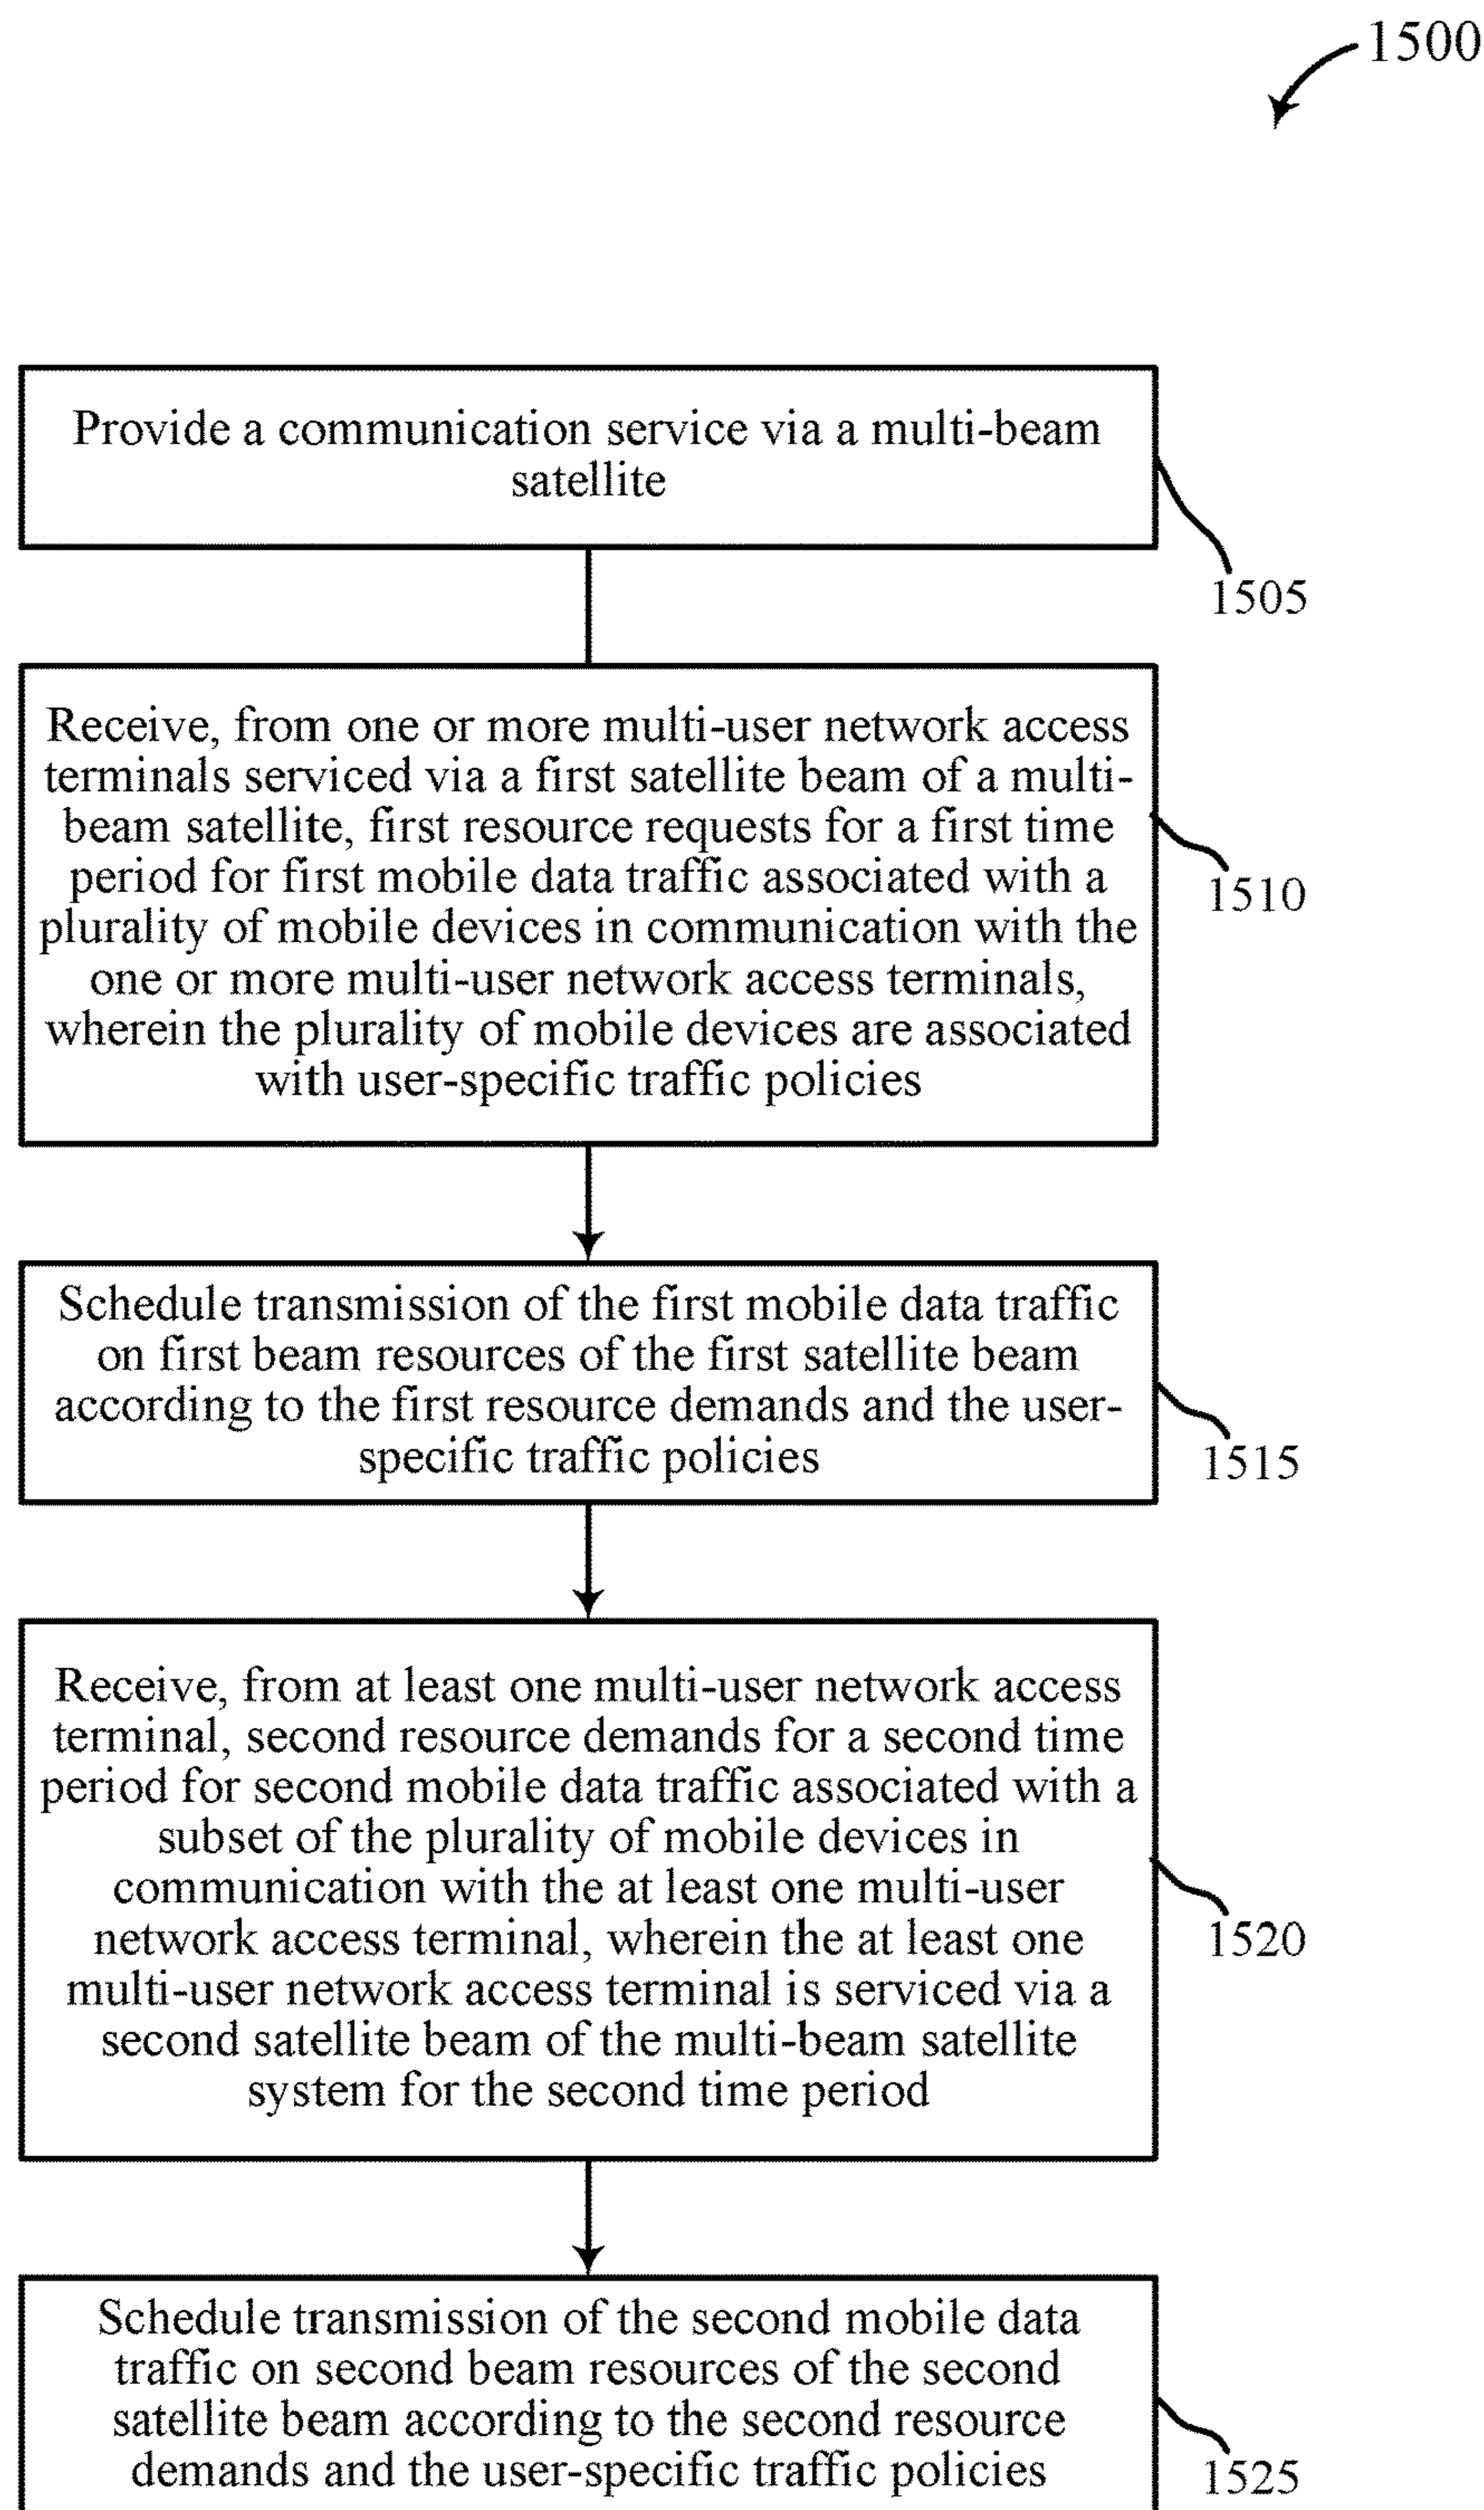 1500
Provide a communication service via a multi-beam
satellite
1505
Receive, from one or more multi-user network access
terminals serviced via a first satellite beam of a multi-
beam satellite, first resource requests for a first time
period for first mobile data traffic associated with a
plurality of mobile devices in communication with the
one or more multi-user network access terminals,
wherein the plurality of mobile devices are associated
with user-specific traffic policies
1510
Schedule transmission of the first mobile data traffic
on first beam resources of the first satellite beam
according to the first resource demands and the user-
specific traffic policies
1515
Receive, from at least one multi-user network access
terminal, second resource demands for a second time
period for second mobile data traffic associated with a
subset of the plurality of mobile devices in
communication with the at least one multi-user
network access terminal, wherein the at least one
multi-user network access terminal is serviced via a
second satellite beam of the multi-beam satellite
system for the second time period
1520
Schedule transmission of the second mobile data
traffic on second beam resources of the second
satellite beam according to the second resource
demands and the user-specific traffic policies
1525